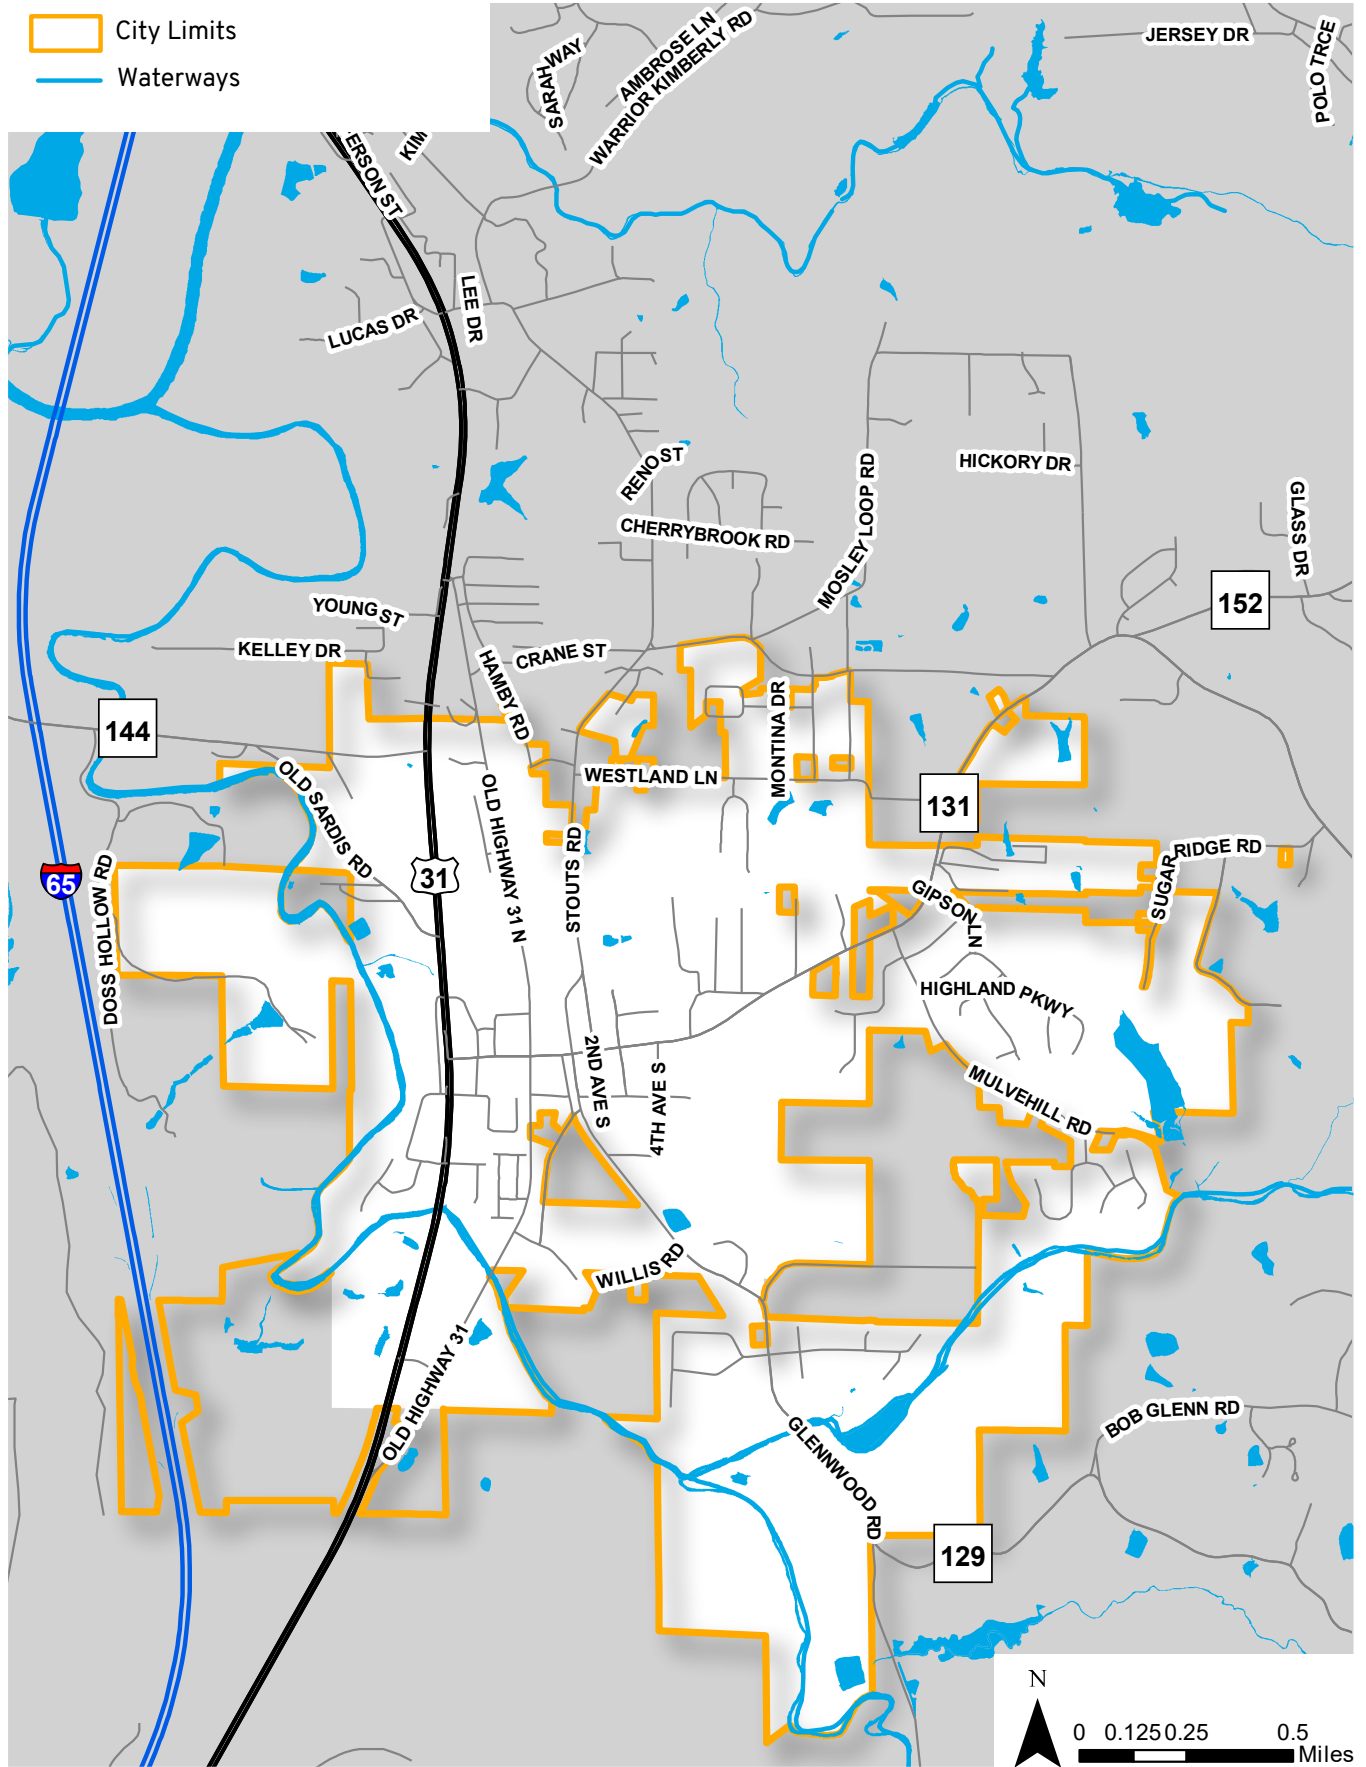 City Limits
Waterways
SARAH WAY
AMBROSE LN
WARRIOR KIMBERLY RD
JERSEY DR
POLO TRCE
KIM
ERSON ST
LEE DR
LUCAS DR
RENO ST
CHERRYBROOK RD
MOSLEY LOOP RD
HICKORY DR
GLASS DR
152
YOUNG ST
KELLEY DR
HAMBY RD
CRANE ST
144
MONTINA DR
WESTLAND LN
OLD SARDIS RD
OLD HIGHWAY 31 N
STOUTS RD
131
SUGAR RIDGE RD
65
31
DOSS HOLLOW RD
GIPSON LN
HIGHLAND PKWY
2ND AVE S
4TH AVE S
MULVEHILL RD
WILLIS RD
OLD HIGHWAY 31
GLENNWOOD RD
BOB GLENN RD
129
N
0 0.125 0.25 0.5
Miles